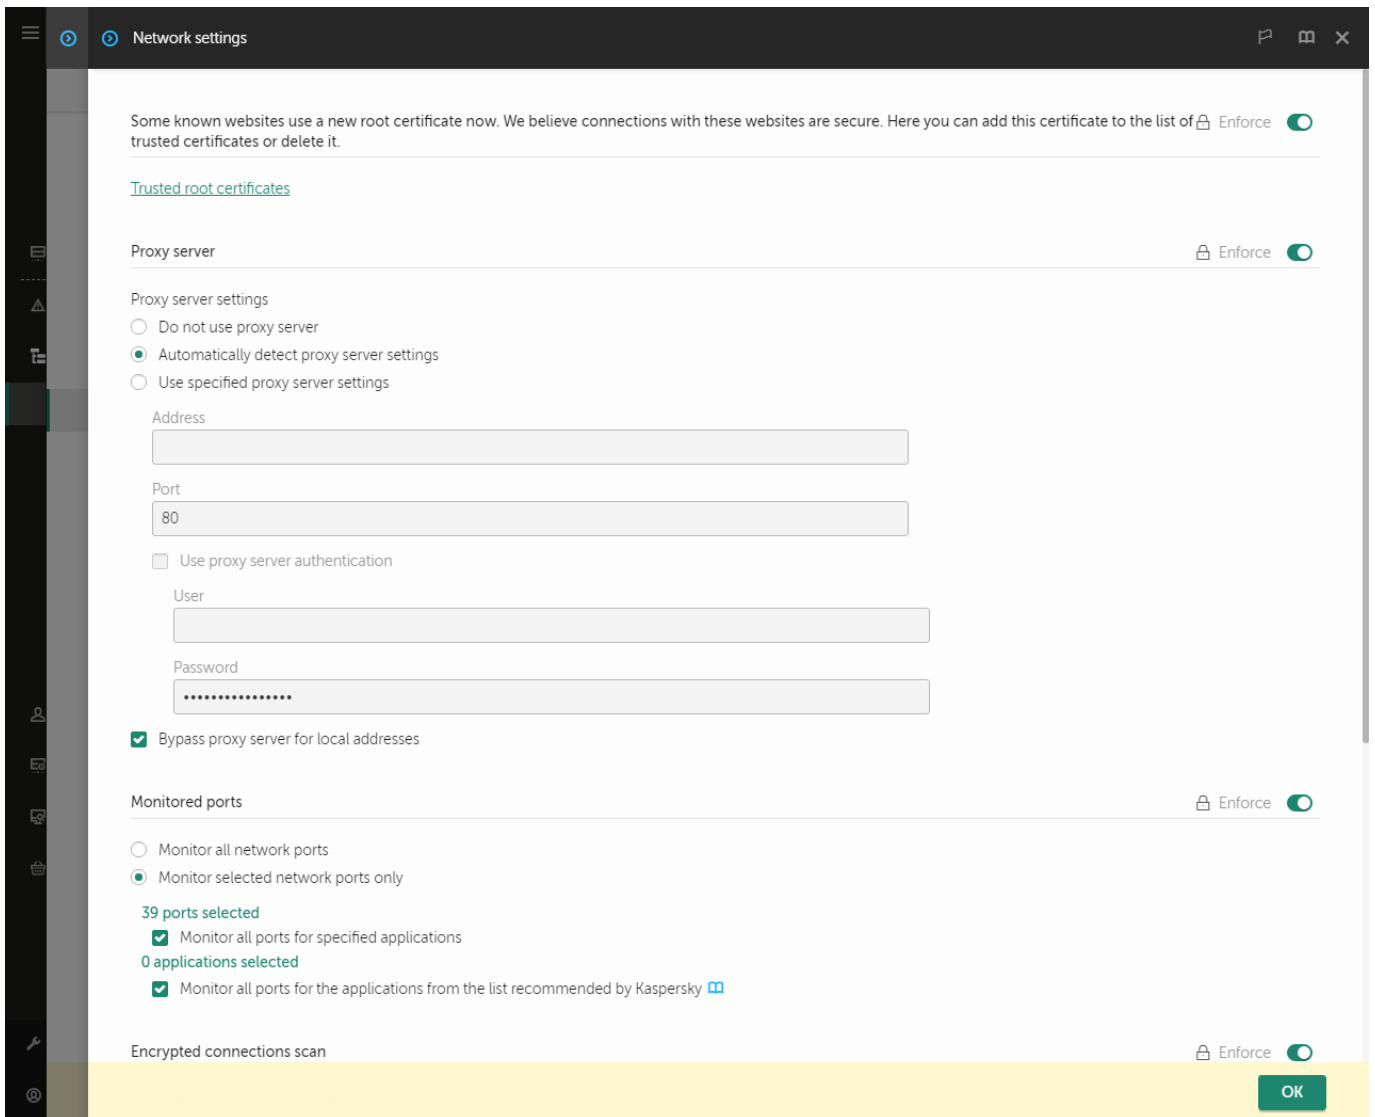 Network settings
Some known websites use a new root certificate now. We believe connections with these websites are secure. Here you can add this certificate to the list of
trusted certificates or delete it.
Enforce
Trusted root certificates
Proxy server
Enforce
Proxy server settings
Do not use proxy server
Automatically detect proxy server settings
Use specified proxy server settings
Address
Port
80
Use proxy server authentication
User
Password
••••••••••••••••
Bypass proxy server for local addresses
Monitored ports
Enforce
Monitor all network ports
Monitor selected network ports only
39 ports selected
Monitor all ports for specified applications
0 applications selected
Monitor all ports for the applications from the list recommended by Kaspersky
Encrypted connections scan
Enforce
OK